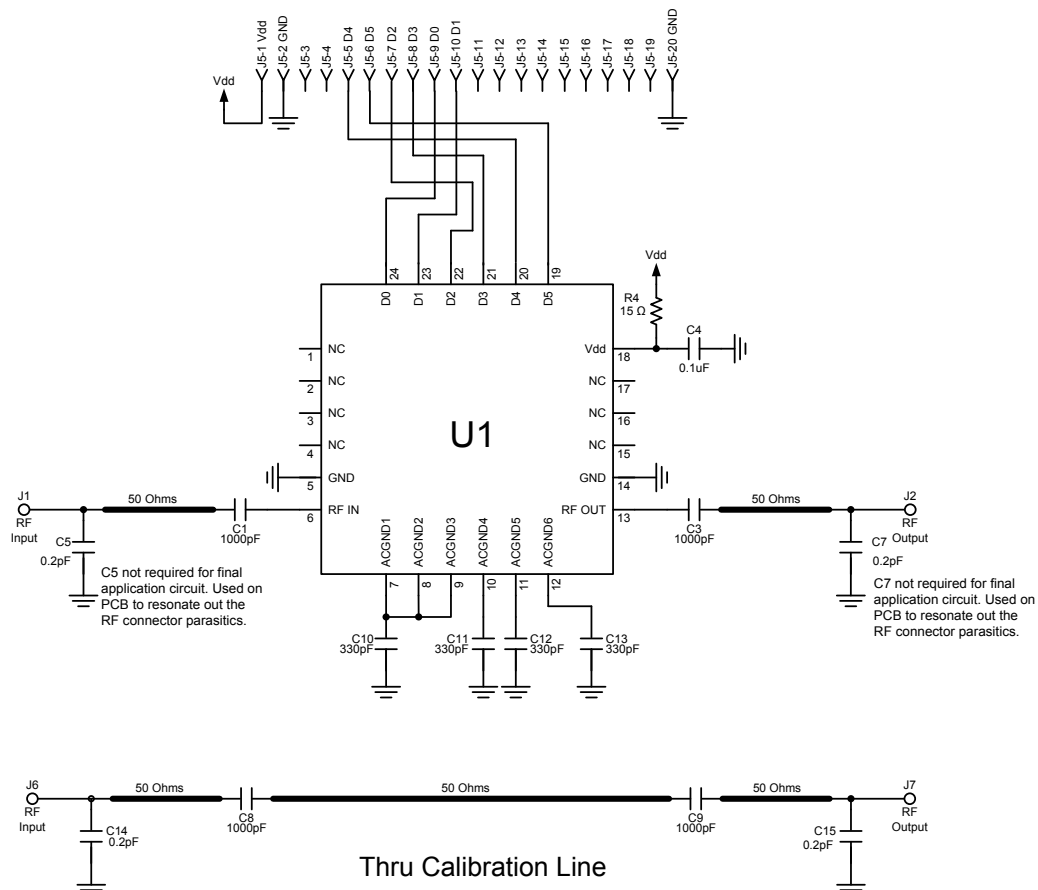 J5-1 Vdd
J5-2 GND
J5-3
J5-4
J5-5 D4
J5-6 D5
J5-7 D2
J5-8 D3
J5-9 D0
J5-10 D1
J5-11
J5-12
J5-13
J5-14
J5-15
J5-16
J5-17
J5-18
J5-19
J5-20 GND
Vdd
24
23
22
21
20
19
D0
D1
D2
D3
D4
D5
Vdd
R4
15 Ω
C4
0.1uF
NC
1
NC
2
NC
3
NC
4
GND
5
RF IN
6
U1
Vdd
18
NC
17
NC
16
NC
15
GND
14
RF OUT
13
ACGND1
ACGND2
ACGND3
ACGND4
ACGND5
ACGND6
7
8
9
10
11
12
J1
RF
Input
50 Ohms
C1
1000pF
C5
0.2pF
C5 not required for final
application circuit. Used on
PCB to resonate out the
RF connector parasitics.
C3
1000pF
50 Ohms
J2
RF
Output
C7
0.2pF
C7 not required for final
application circuit. Used on
PCB to resonate out the
RF connector parasitics.
C10
330pF
C11
330pF
C12
330pF
C13
330pF
J6
RF
Input
50 Ohms
C8
1000pF
50 Ohms
C9
1000pF
50 Ohms
J7
RF
Output
C14
0.2pF
C15
0.2pF
Thru Calibration Line